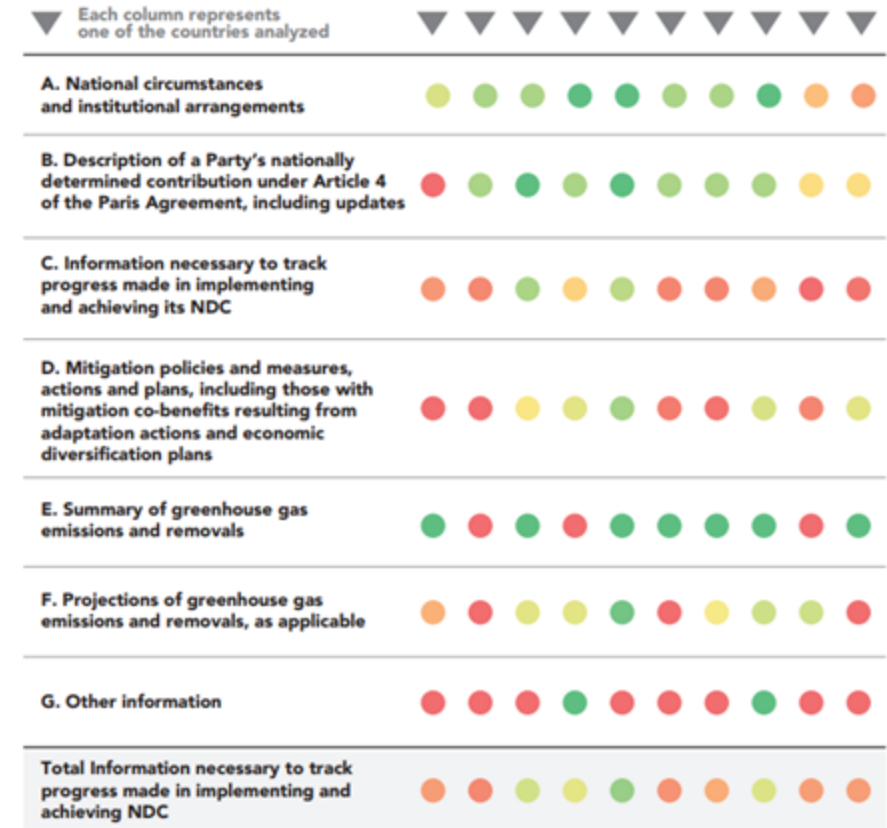 Each column represents
one of the countries analyzed
A. National circumstances
and institutional arrangements
B. Description of a Party's nationally
determined contribution under Article 4
of the Paris Agreement, including updates
C. Information necessary to track
progress made in implementing
and achieving its NDC
D. Mitigation policies and measures,
actions and plans, including those with
mitigation co-benefits resulting from
adaptation actions and economic
diversification plans
E. Summary of greenhouse gas
emissions and removals
F. Projections of greenhouse gas
emissions and removals, as applicable
G. Other information
Total Information necessary to track
progress made in implementing and
achieving NDC